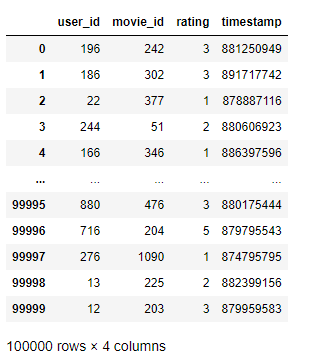 user_id movie_id rating timestamp
0 196 242 3 881250949
1 186 302 3 891717742
2 22 377 1 878887116
3 244 51 2 880606923
4 166 346 1 886397596
... ... ... ... ...
99995 880 476 3 880175444
99996 716 204 5 879795543
99997 276 1090 1 874795795
99998 13 225 2 882399156
99999 12 203 3 879959583
100000 rows × 4 columns